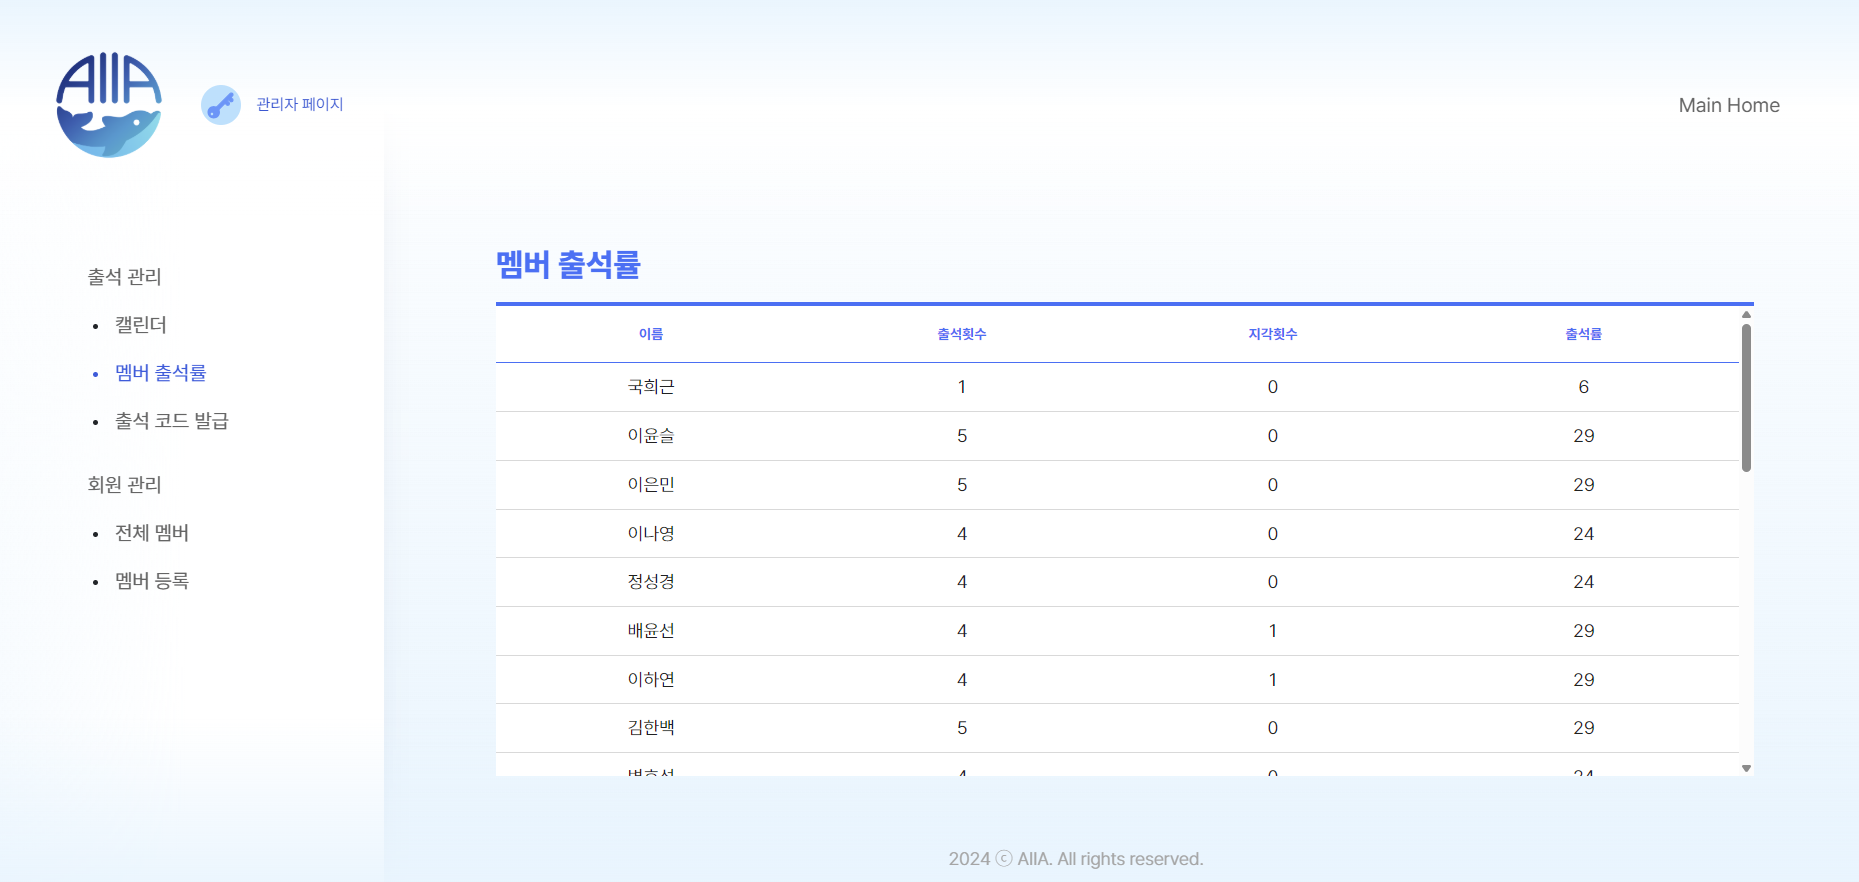 AIIA
관리자 페이지
Main Home
출석 관리
캘린더
멤버 출석률
출석 코드 발급
회원 관리
전체 멤버
멤버 등록
멤버 출석률
이름 출석횟수 지각횟수 출석률
국희근 1 0 6
이윤슬 5 0 29
이은민 5 0 29
이나영 4 0 24
정성경 4 0 24
배윤선 4 1 29
이하연 4 1 29
김한백 5 0 29
4 0 24
2024 ⓒ AIIA. All rights reserved.